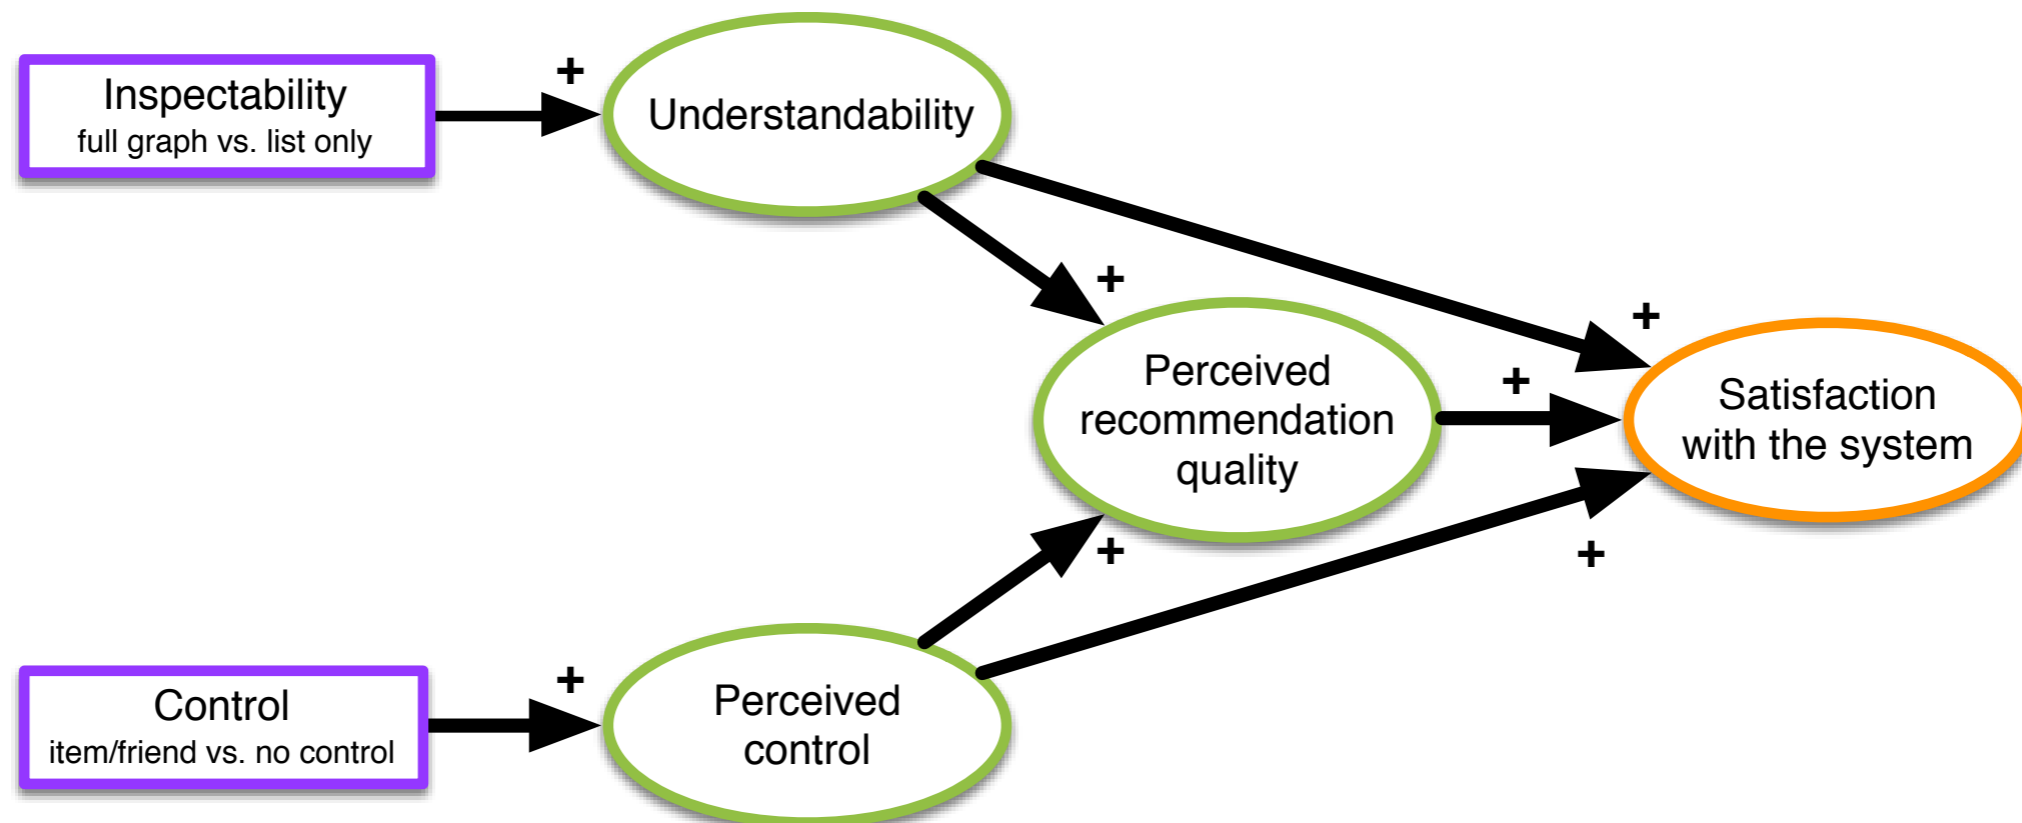 Inspectability
full graph vs. list only
+
Understandability
+
+
Perceived
recommendation
quality
+
Satisfaction
with the system
+
+
Control
item/friend vs. no control
+
Perceived
control